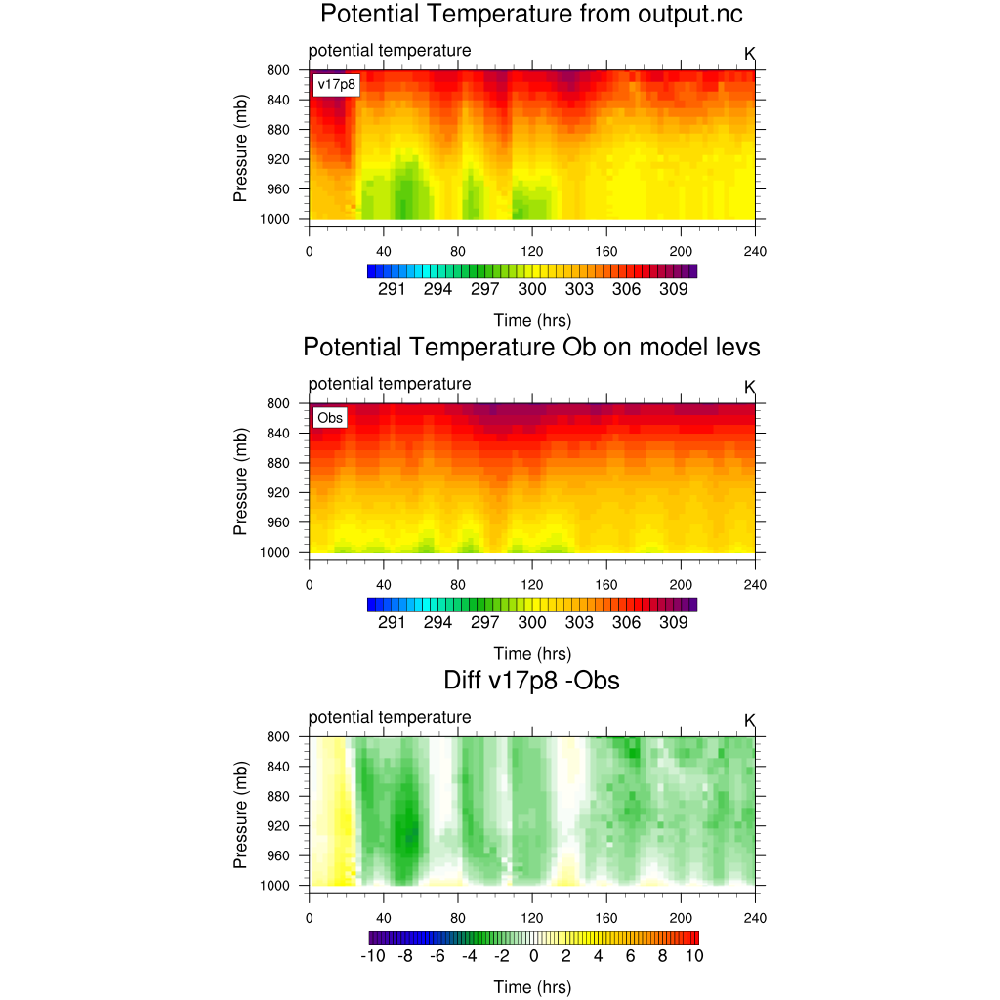 Potential Temperature from output.nc
potential temperature K
v17p8
800
840
880
920
960
1000
Pressure (mb)
0 40 80 120 160 200 240
291 294 297 300 303 306 309
Time (hrs)
Potential Temperature Ob on model levs
potential temperature K
Obs
800
840
880
920
960
1000
Pressure (mb)
0 40 80 120 160 200 240
291 294 297 300 303 306 309
Time (hrs)
Diff v17p8 -Obs
potential temperature K
800
840
880
920
960
1000
Pressure (mb)
0 40 80 120 160 200 240
-10 -8 -6 -4 -2 0 2 4 6 8 10
Time (hrs)